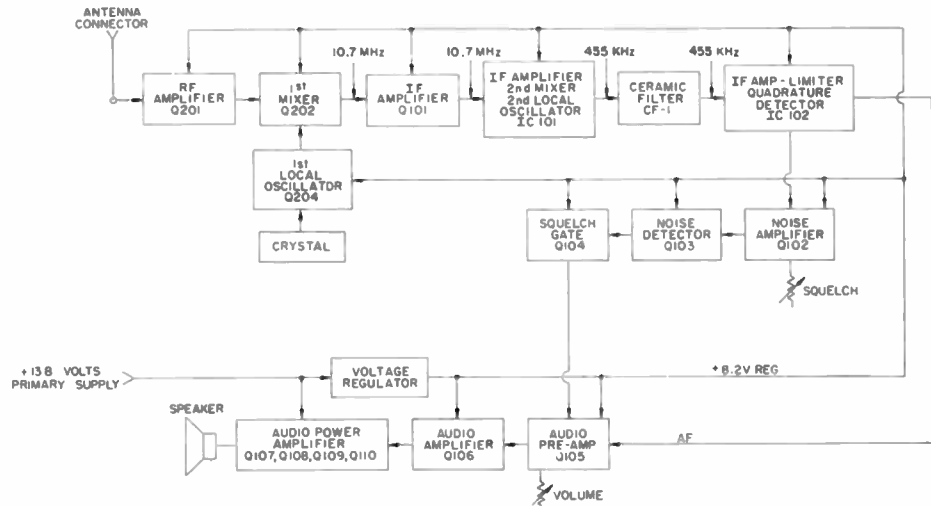 ANTENNA
CONNECTOR
RF
AMPLIFIER
Q201
1st
MIXER
Q202
10.7 MHz
IF
AMPLIFIER
Q101
10.7 MHz
IF AMPLIFIER
2nd MIXER
2nd LOCAL
OSCILLATOR
IC 101
455 KHz
CERAMIC
FILTER
CF-1
455 KHz
IF AMP-LIMITER
QUADRATURE
DETECTOR
IC 102
1st
LOCAL
OSCILLATOR
Q204
CRYSTAL
SQUELCH
GATE
Q104
NOISE
DETECTOR
Q103
NOISE
AMPLIFIER
Q102
SQUELCH
+13.8 VOLTS
PRIMARY SUPPLY
VOLTAGE
REGULATOR
+8.2V REG
SPEAKER
AUDIO POWER
AMPLIFIER
Q107,Q108,Q109,Q110
AUDIO
AMPLIFIER
Q106
AUDIO
PRE-AMP
Q105
AF
VOLUME